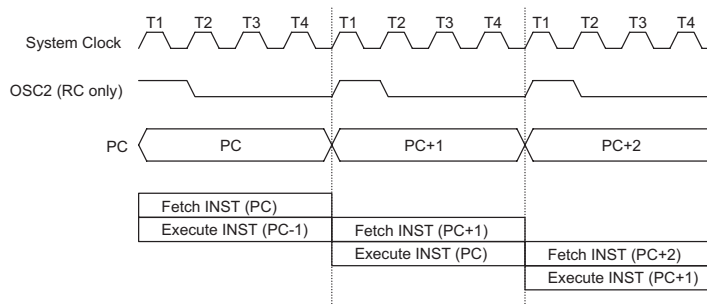 T1 T2 T3 T4 T1 T2 T3 T4 T1 T2 T3 T4
System Clock
OSC2 (RC only)
PC PC PC+1 PC+2
Fetch INST (PC)
Execute INST (PC-1) Fetch INST (PC+1)
Execute INST (PC) Fetch INST (PC+2)
Execute INST (PC+1)